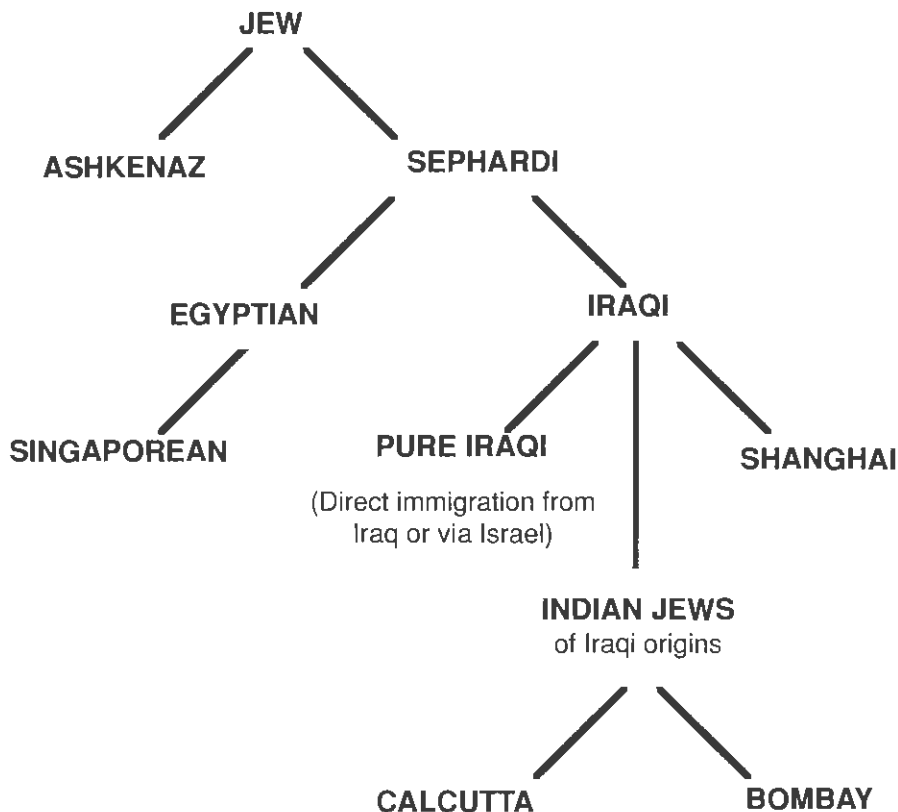 JEW
ASHKENAZ
SEPHARDI
EGYPTIAN
IRAQI
SINGAPOREAN
PURE IRAQI
(Direct immigration from
Iraq or via Israel)
SHANGHAI
INDIAN JEWS
of Iraqi origins
CALCUTTA
BOMBAY